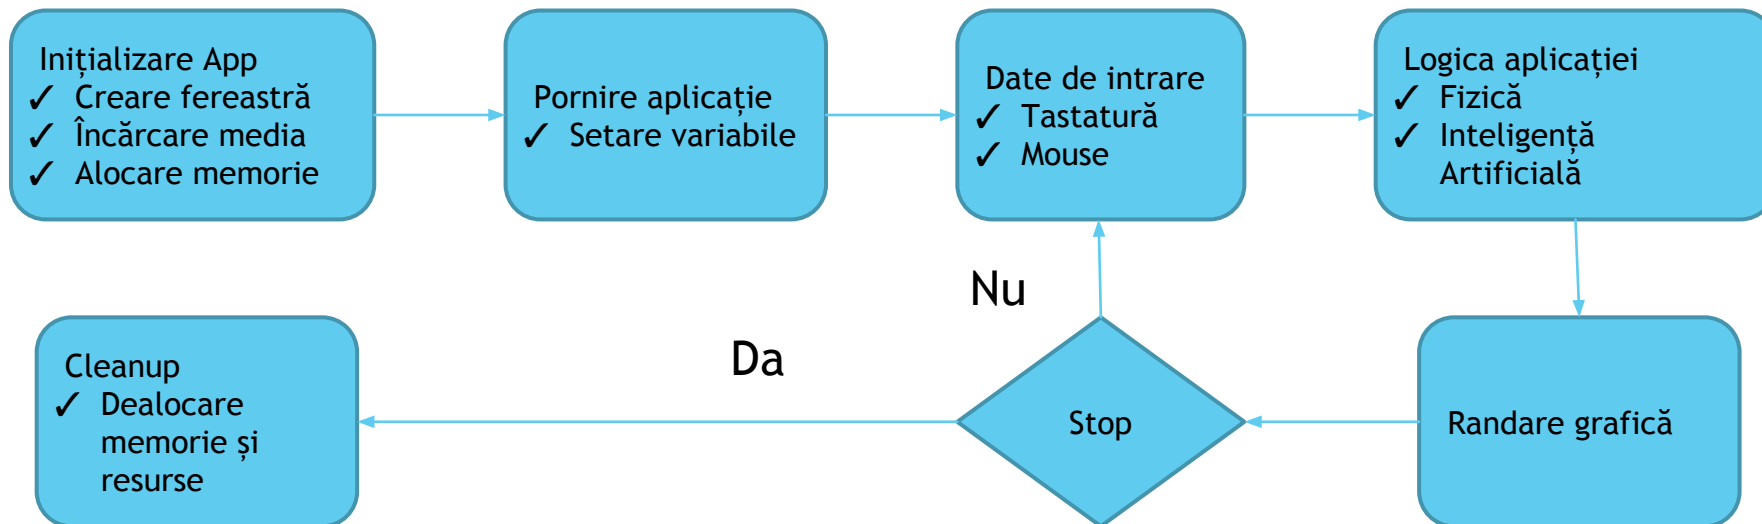 Inițializare App
✓ Creare fereastră
✓ Încărcare media
✓ Alocare memorie
Pornire aplicație
✓ Setare variabile
Date de intrare
✓ Tastatură
✓ Mouse
Logica aplicației
✓ Fizică
✓ Inteligență
Artificială
Nu
Da
Cleanup
✓ Dealocare
memorie și
resurse
Stop
Randare grafică